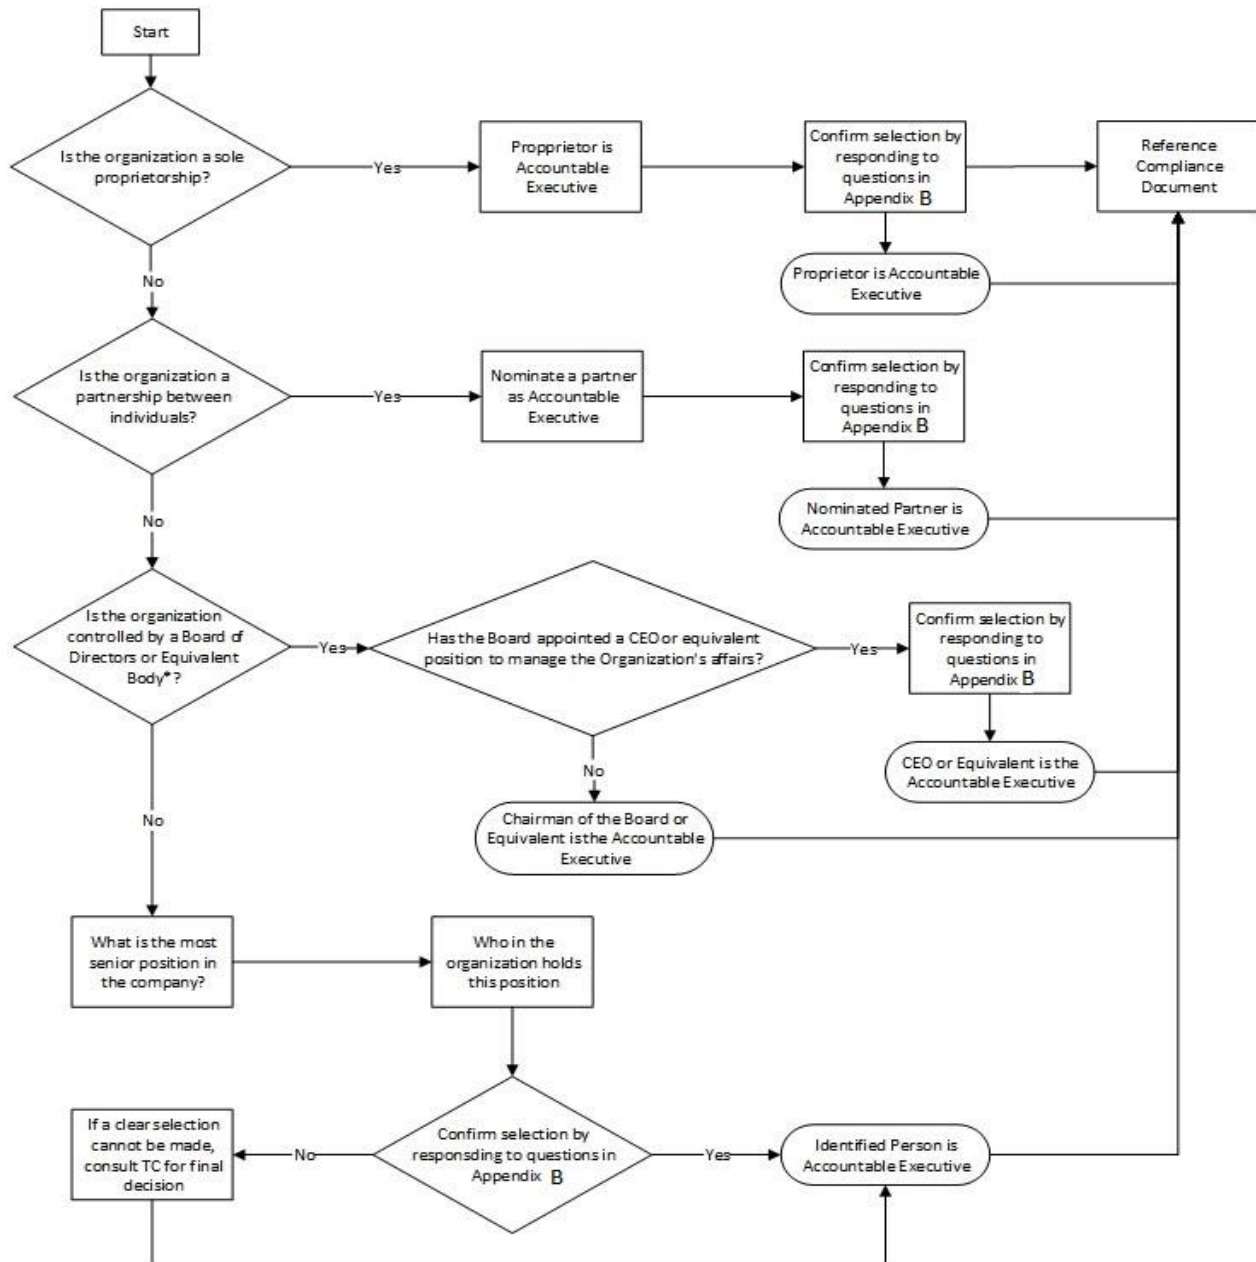 Start
Is the organization a sole
proprietorship?
Yes
Propprietor is
Accountable
Executive
Confirm selection by
responding to
questions in
Appendix B
Reference
Compliance
Document
Proprietor is Accountable
Executive
No
Is the organization a
partnership between
individuals?
Yes
Nominate a partner
as Accountable
Executive
Confirm selection by
responding to
questions in
Appendix B
Nominated Partner is
Accountable Executive
No
Is the organization
controlled by a Board of
Directors or Equivalent
Body*?
Yes
Has the Board appointed a CEO or equivalent
position to manage the Organization's affairs?
Yes
Confirm selection by
responding to
questions in
Appendix B
CEO or Equivalent is the
Accountable Executive
No
Chairman of the Board or
Equivalent is the Accountable
Executive
No
What is the most
senior position in
the company?
Who in the
organization holds
this position
Confirm selection by
responsding to questions in
Appendix B
No
If a clear selection
cannot be made,
consult TC for final
decision
Yes
Identified Person is
Accountable Executive